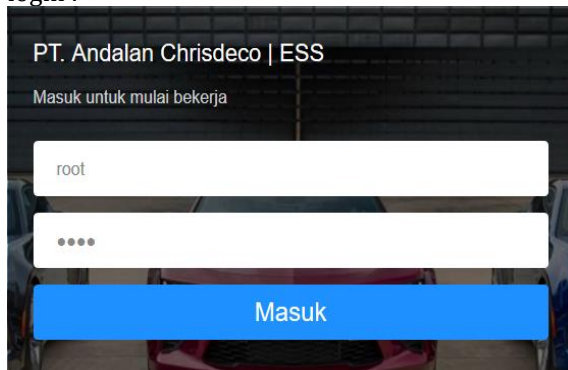 login .
PT. Andalan Chrisdeco | ESS
Masuk untuk mulai bekerja
root
••••
Masuk